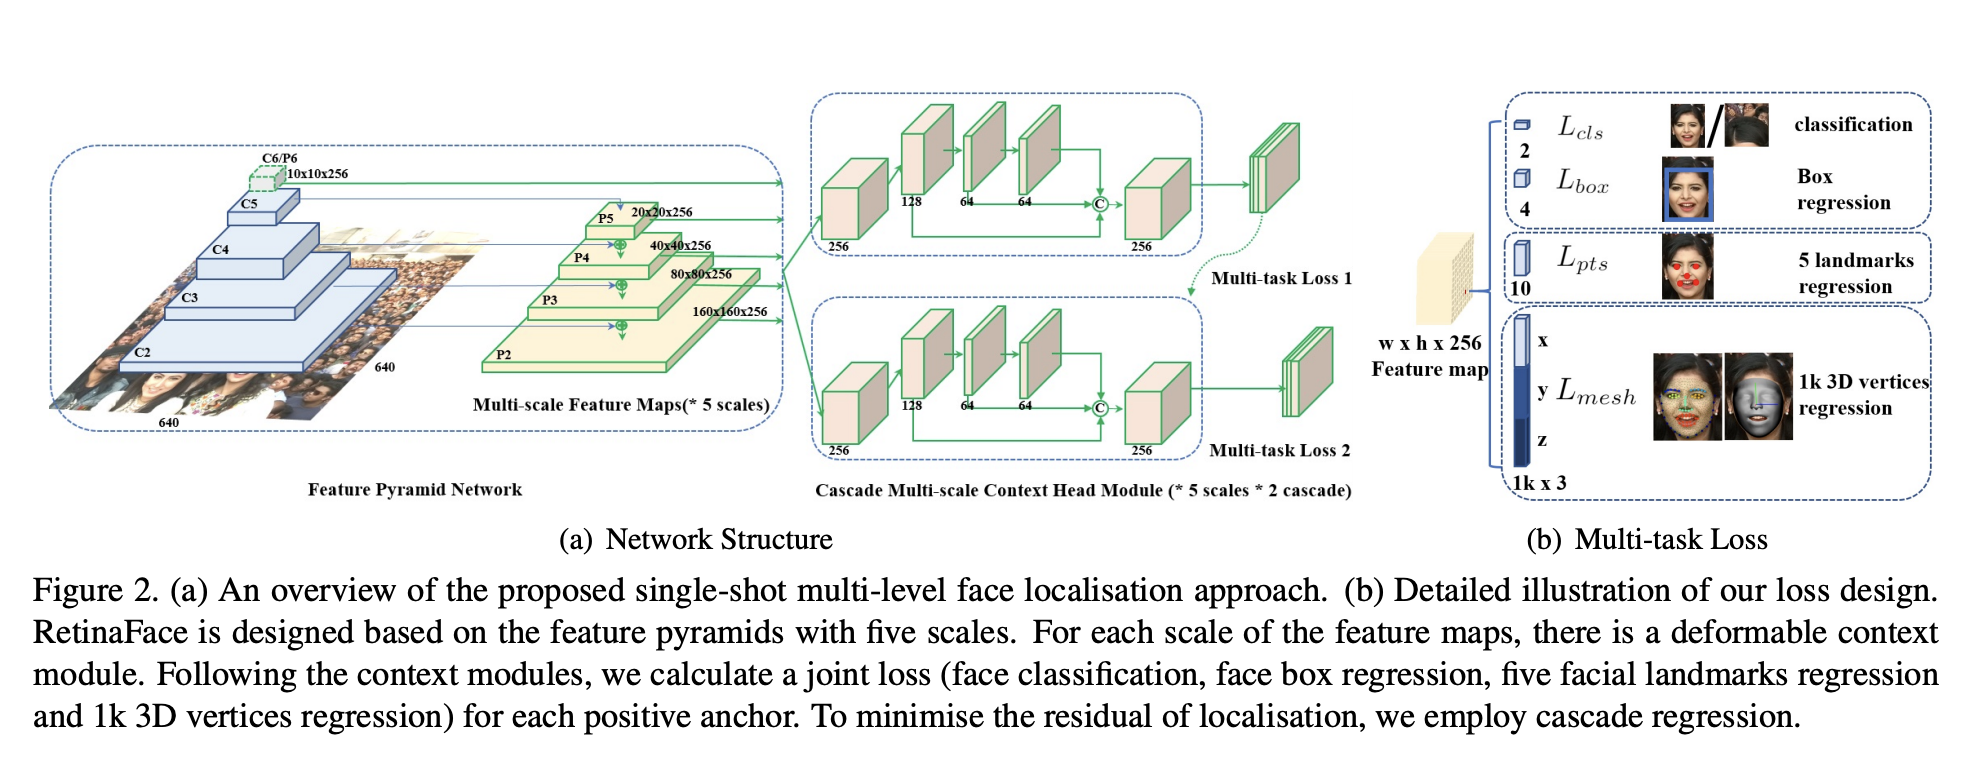 C6/P6
10x10x256
C5
C4
C3
C2
640
640
P5
20x20x256
40x40x256
P4
80x80x256
P3
160x160x256
P2
Multi-scale Feature Maps(* 5 scales)
Feature Pyramid Network
256
128
64
64
C
256
Multi-task Loss 1
256
128
64
64
C
256
Multi-task Loss 2
Cascade Multi-scale Context Head Module (* 5 scales * 2 cascade)
w x h x 256
Feature map
2
L_cls
classification
4
L_box
Box
regression
10
L_pts
5 landmarks
regression
x
y
z
L_mesh
1k 3D vertices
regression
1k x 3
(a) Network Structure
(b) Multi-task Loss
Figure 2. (a) An overview of the proposed single-shot multi-level face localisation approach. (b) Detailed illustration of our loss design.
RetinaFace is designed based on the feature pyramids with five scales. For each scale of the feature maps, there is a deformable context
module. Following the context modules, we calculate a joint loss (face classification, face box regression, five facial landmarks regression
and 1k 3D vertices regression) for each positive anchor. To minimise the residual of localisation, we employ cascade regression.